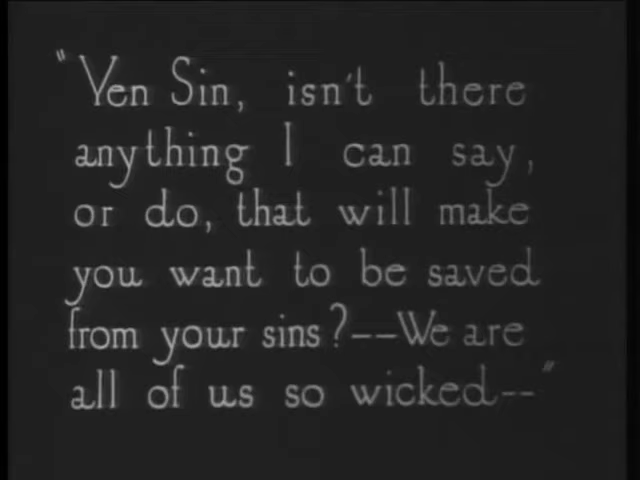 "Yen Sin, isn't there
anything I can say,
or do, that will make
you want to be saved
from your sins?--We are
all of us so wicked--"